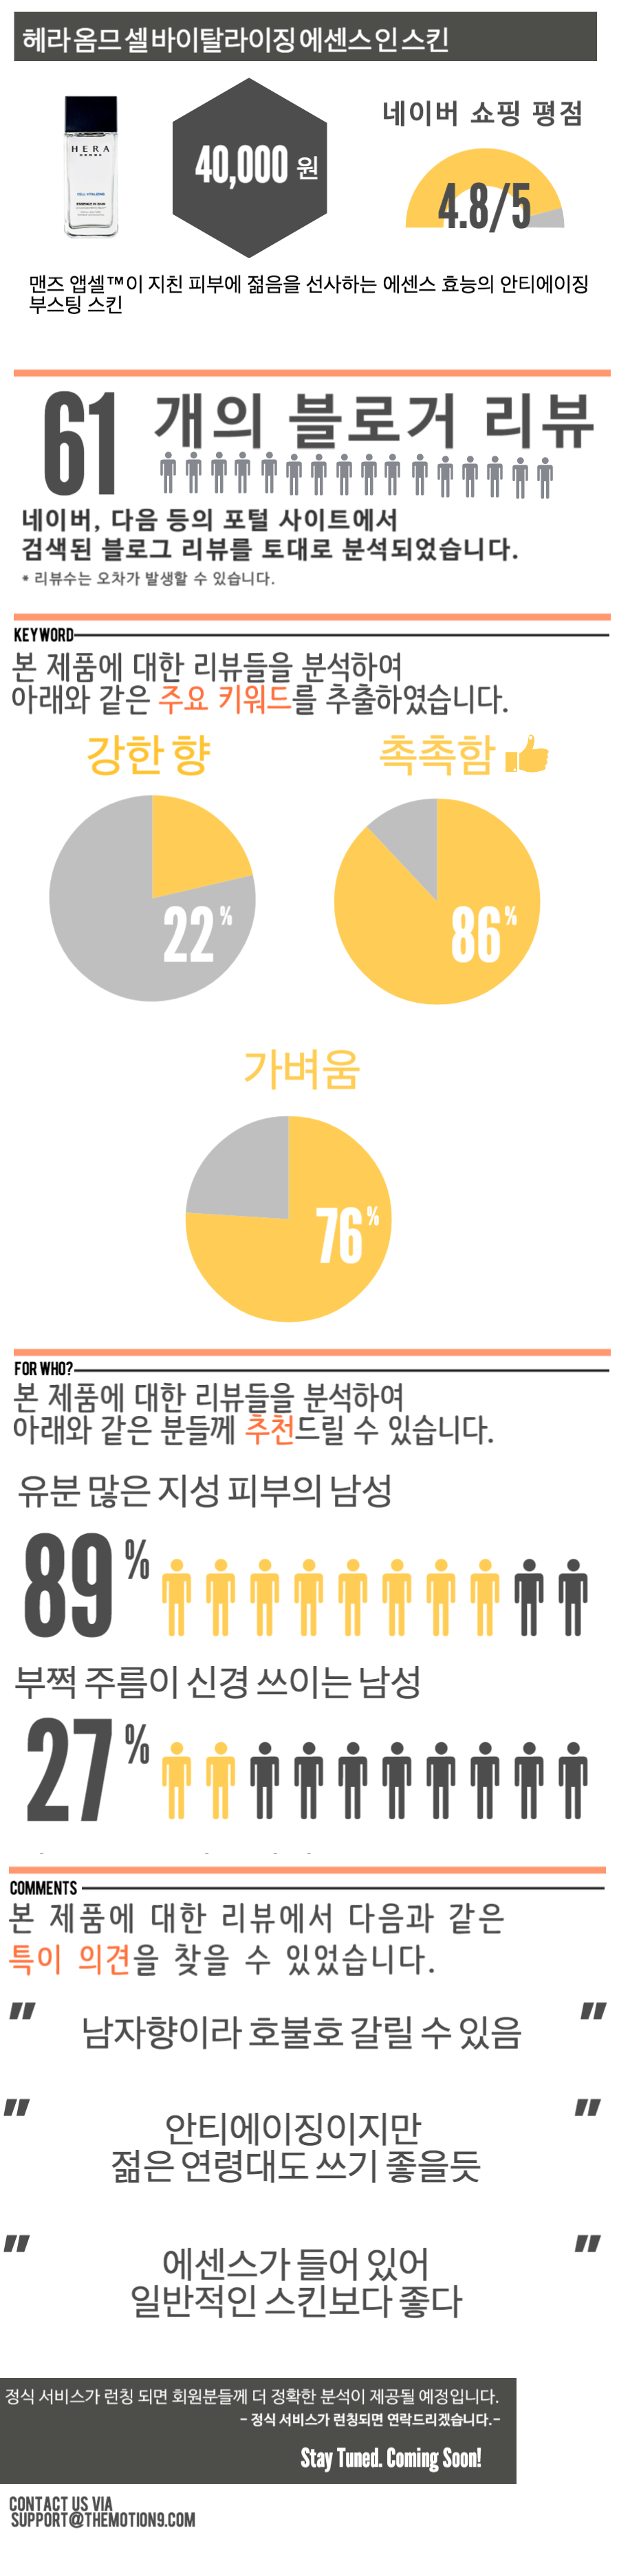 헤라 옴므 셀 바이탈라이징 에센스 인 스킨
네이버 쇼핑 평점
HERA
HOMME
40,000 원
4.8/5
CELL VITALIZING
ESSENCE IN SKIN
맨즈 앱셀™이 지친 피부에 젊음을 선사하는 에센스 효능의 안티에이징
부스팅 스킨
61 개의 블로거 리뷰
네이버, 다음 등의 포털 사이트에서
검색된 블로그 리뷰를 토대로 분석되었습니다.
* 리뷰수는 오차가 발생할 수 있습니다.
KEYWORD
본 제품에 대한 리뷰들을 분석하여
아래와 같은 주요 키워드를 추출하였습니다.
강한 향
촉촉함
22%
86%
가벼움
76%
FOR WHO?
본 제품에 대한 리뷰들을 분석하여
아래와 같은 분들께 추천드릴 수 있습니다.
유분 많은 지성 피부의 남성
89%
부쩍 주름이 신경 쓰이는 남성
27%
COMMENTS
본 제품에 대한 리뷰에서 다음과 같은
특이 의견을 찾을 수 있었습니다.
" 남자향이라 호불호 갈릴 수 있음 "
" 안티에이징이지만 "
젊은 연령대도 쓰기 좋을듯
" 에센스가 들어 있어 "
일반적인 스킨보다 좋다
정식 서비스가 런칭 되면 회원분들께 더 정확한 분석이 제공될 예정입니다.
- 정식 서비스가 런칭되면 연락드리겠습니다.-
Stay Tuned. Coming Soon!
CONTACT US VIA
SUPPORT@THEMOTION9.COM